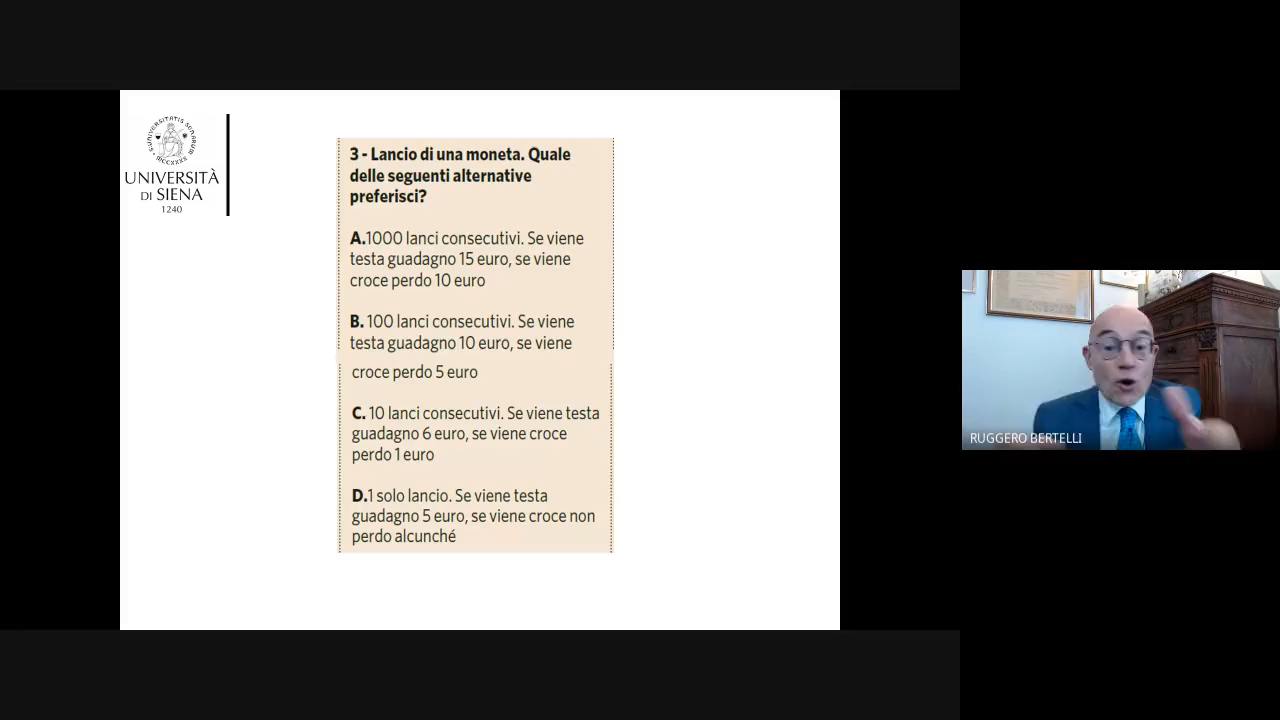 UNIVERSITÀ
DI SIENA
1240
3 - Lancio di una moneta. Quale
delle seguenti alternative
preferisci?
A.1000 lanci consecutivi. Se viene
testa guadagno 15 euro, se viene
croce perdo 10 euro
B. 100 lanci consecutivi. Se viene
testa guadagno 10 euro, se viene
croce perdo 5 euro
C. 10 lanci consecutivi. Se viene testa
guadagno 6 euro, se viene croce
perdo 1 euro
D.1 solo lancio. Se viene testa
guadagno 5 euro, se viene croce non
perdo alcunché
RUGGERO BERTELLI